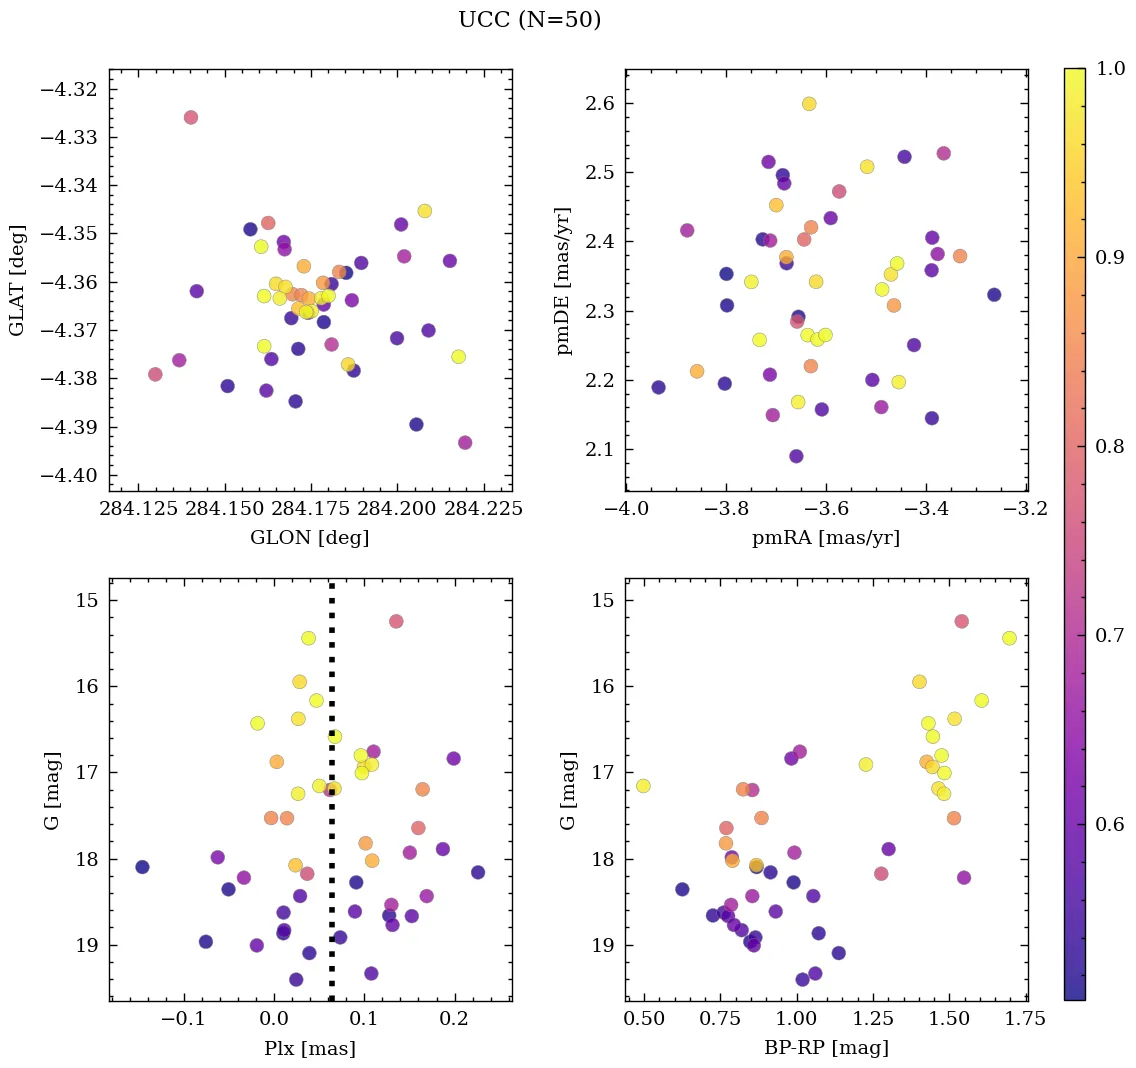 UCC (N=50)
−4.32
−4.33
−4.34
−4.35
−4.36
−4.37
−4.38
−4.39
−4.40
GLAT [deg]
284.125 284.150 284.175 284.200 284.225
GLON [deg]
2.6
2.5
2.4
2.3
2.2
2.1
pmDE [mas/yr]
−4.0 −3.8 −3.6 −3.4 −3.2
pmRA [mas/yr]
15
16
17
18
19
G [mag]
−0.1 0.0 0.1 0.2
Plx [mas]
15
16
17
18
19
G [mag]
0.50 0.75 1.00 1.25 1.50 1.75
BP-RP [mag]
1.0
0.9
0.8
0.7
0.6